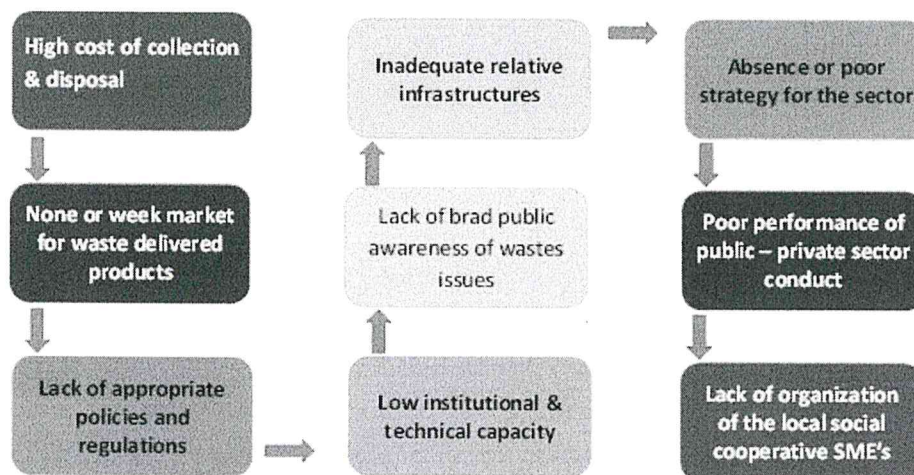 High cost of collection
& disposal
None or week market
for waste delivered
products
Lack of appropriate
policies and
regulations
Low institutional &
technical capacity
Lack of brad public
awareness of wastes
issues
Inadequate relative
infrastructures
Absence or poor
strategy for the sector
Poor performance of
public – private sector
conduct
Lack of organization
of the local social
cooperative SME's